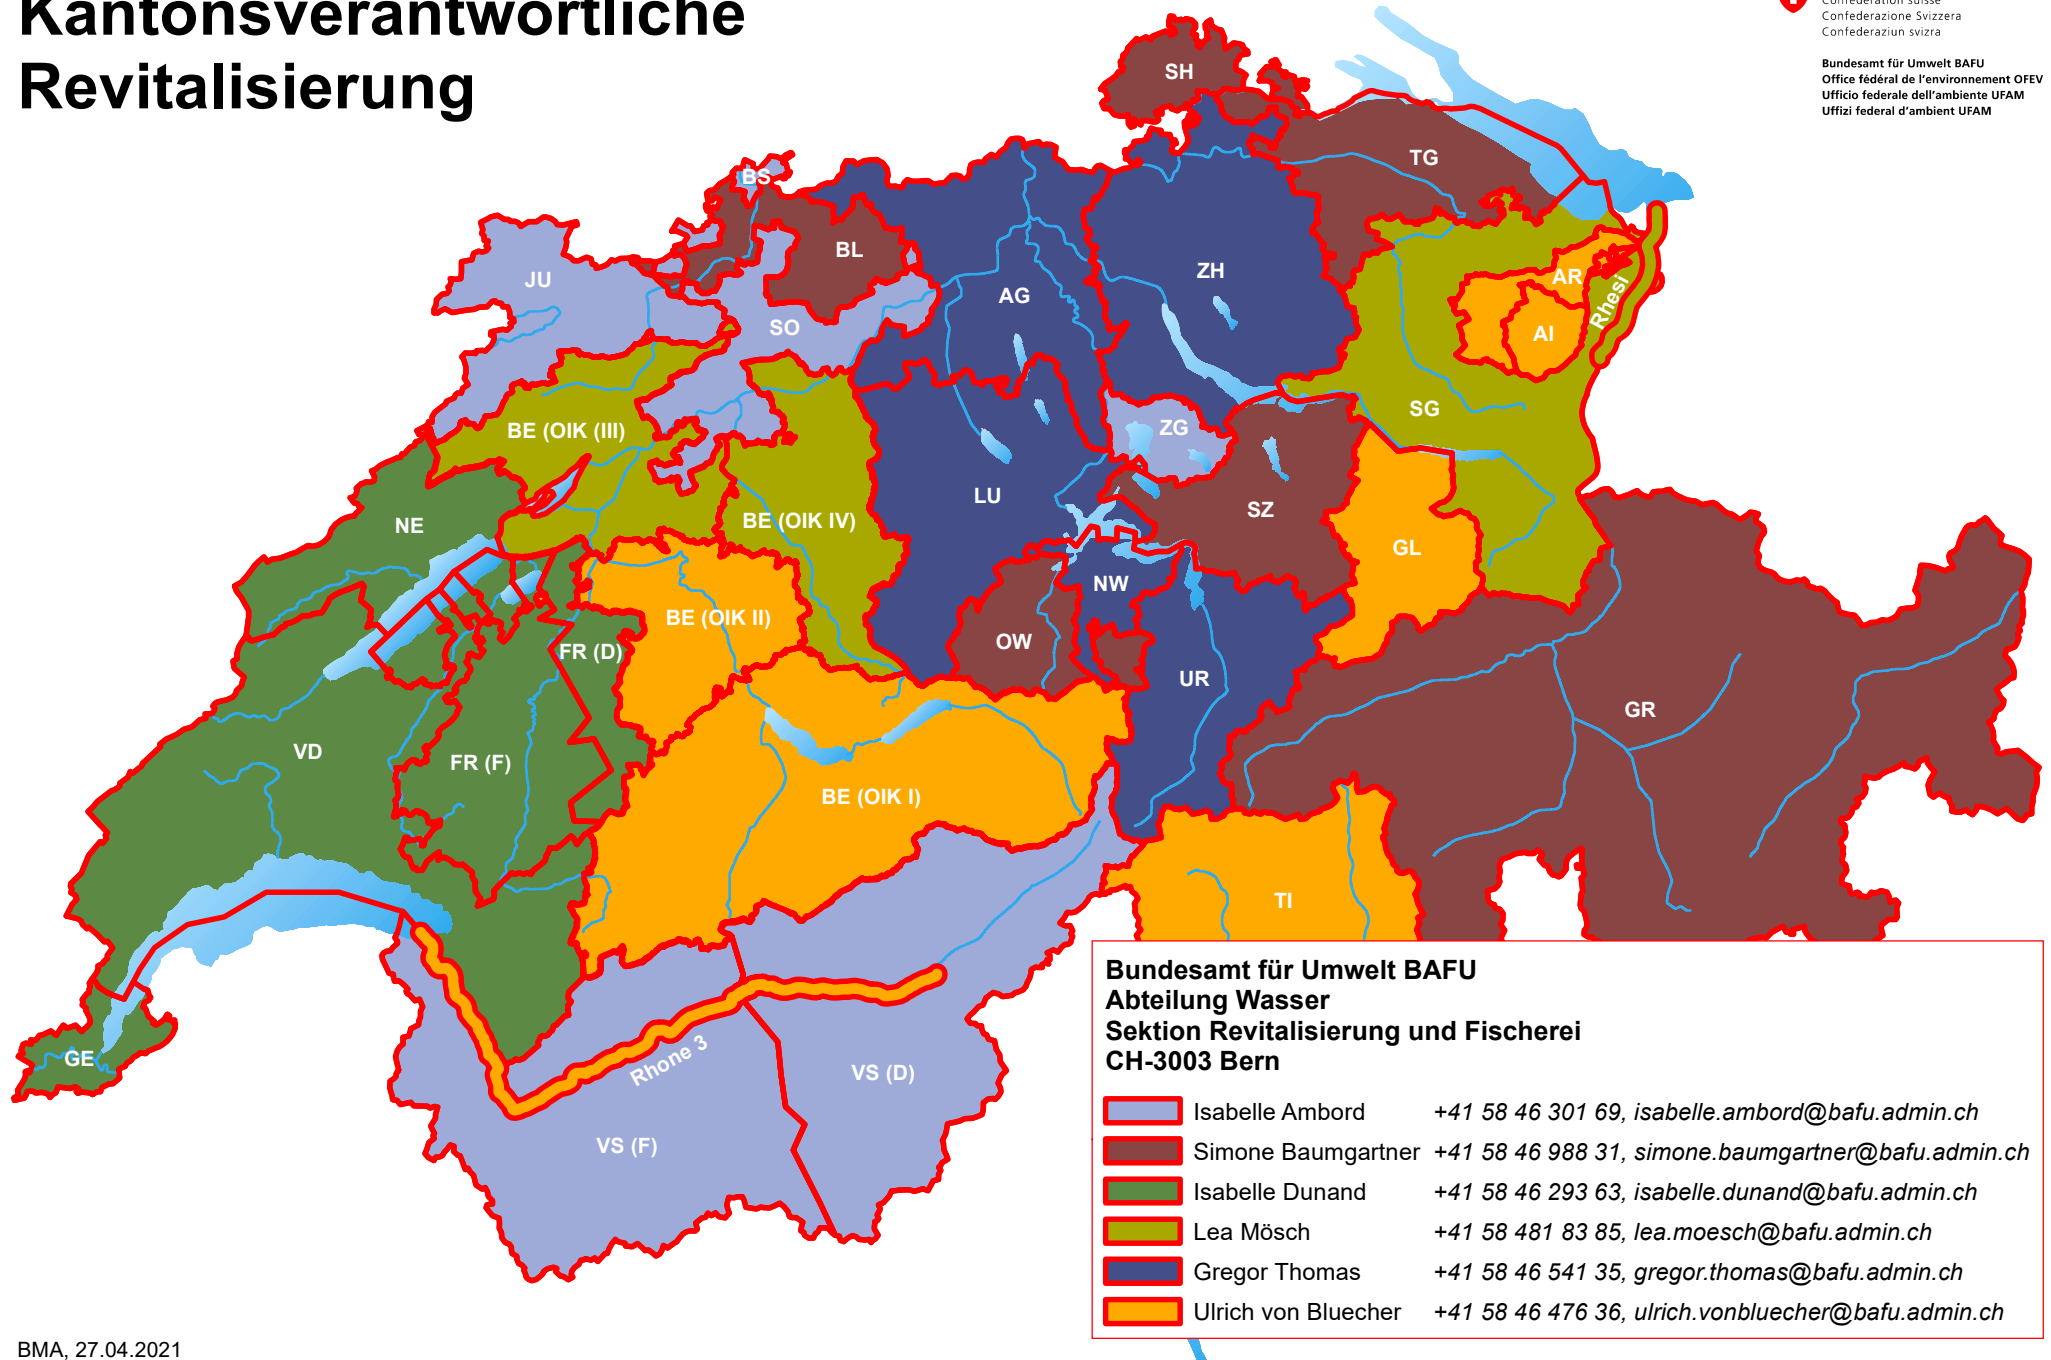 Kantonsverantwortliche
Revitalisierung
Confédération suisse
Confederazione Svizzera
Confederaziun svizra
Bundesamt für Umwelt BAFU
Office fédéral de l'environnement OFEV
Ufficio federale dell'ambiente UFAM
Uffizi federal d'ambient UFAM
SH
TG
BS
BL
JU
SO
AG
ZH
AR
AI
Rhesi
BE (OIK (III)
ZG
SG
NE
BE (OIK IV)
LU
SZ
GL
NW
BE (OIK II)
FR (D)
OW
UR
GR
VD
FR (F)
BE (OIK I)
TI
GE
Rhone 3
VS (D)
VS (F)
Bundesamt für Umwelt BAFU
Abteilung Wasser
Sektion Revitalisierung und Fischerei
CH-3003 Bern
Isabelle Ambord +41 58 46 301 69, isabelle.ambord@bafu.admin.ch
Simone Baumgartner +41 58 46 988 31, simone.baumgartner@bafu.admin.ch
Isabelle Dunand +41 58 46 293 63, isabelle.dunand@bafu.admin.ch
Lea Mösch +41 58 481 83 85, lea.moesch@bafu.admin.ch
Gregor Thomas +41 58 46 541 35, gregor.thomas@bafu.admin.ch
Ulrich von Bluecher +41 58 46 476 36, ulrich.vonbluecher@bafu.admin.ch
BMA, 27.04.2021